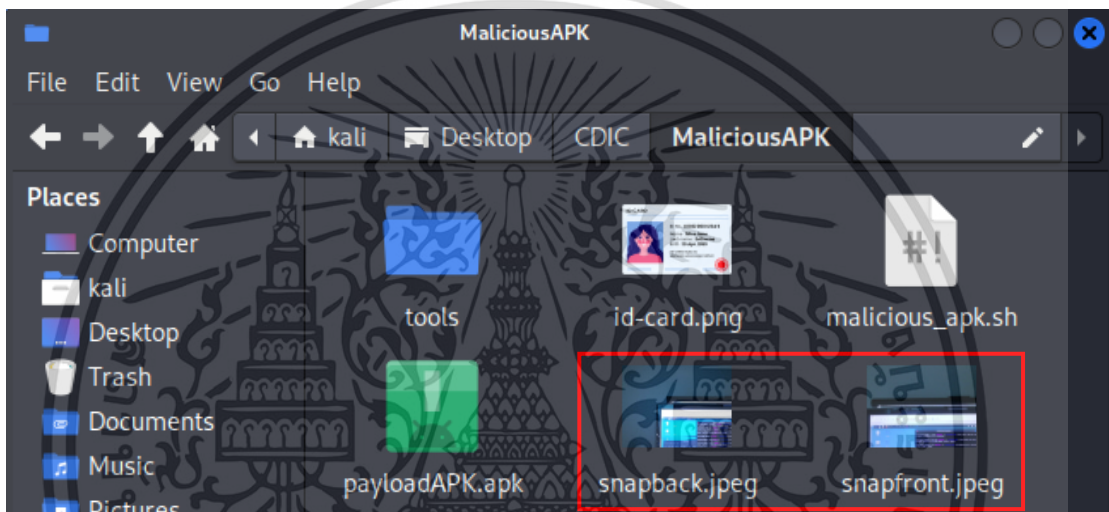 MaliciousAPK
File Edit View Go Help
kali Desktop CDIC MaliciousAPK
Places
Computer
kali
Desktop
Trash
Documents
Music
Pictures
tools id-card.png malicious_apk.sh
payloadAPK.apk snapback.jpeg snapfront.jpeg